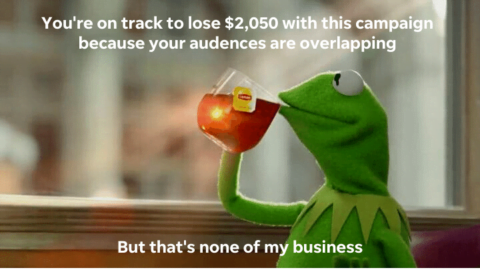 You're on track to lose $2,050 with this campaign
because your audences are overlapping
But that's none of my business